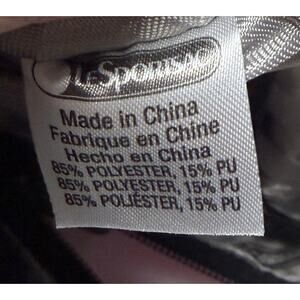 LeSportsac
Made in China
Fabrique en Chine
Hecho en China
85% POLYESTER, 15% PU
85% POLYESTER, 15% PU
85% POLIÉSTER, 15% PU